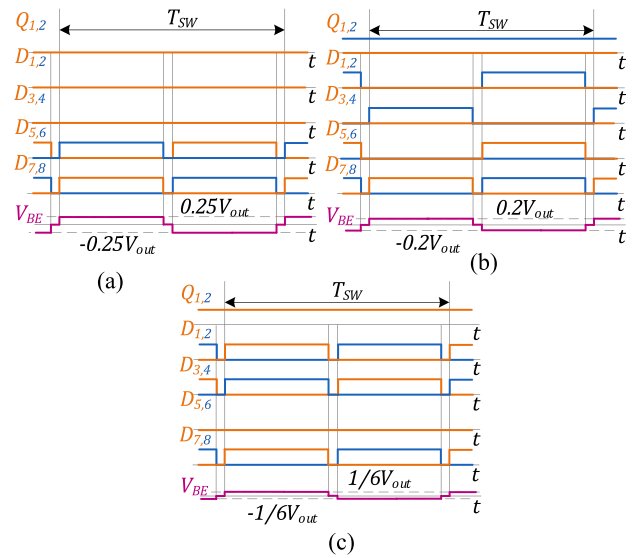 Q1,2
TSW
t
D1,2
t
D3,4
t
D5,6
t
D7,8
t
VBE
0.25Vout
t
-0.25Vout
(a)
Q1,2
TSW
t
D1,2
t
D3,4
t
D5,6
t
D7,8
t
VBE
0.2Vout
t
-0.2Vout
(b)
Q1,2
TSW
t
D1,2
t
D3,4
t
D5,6
t
D7,8
t
VBE
1/6Vout
t
-1/6Vout
(c)